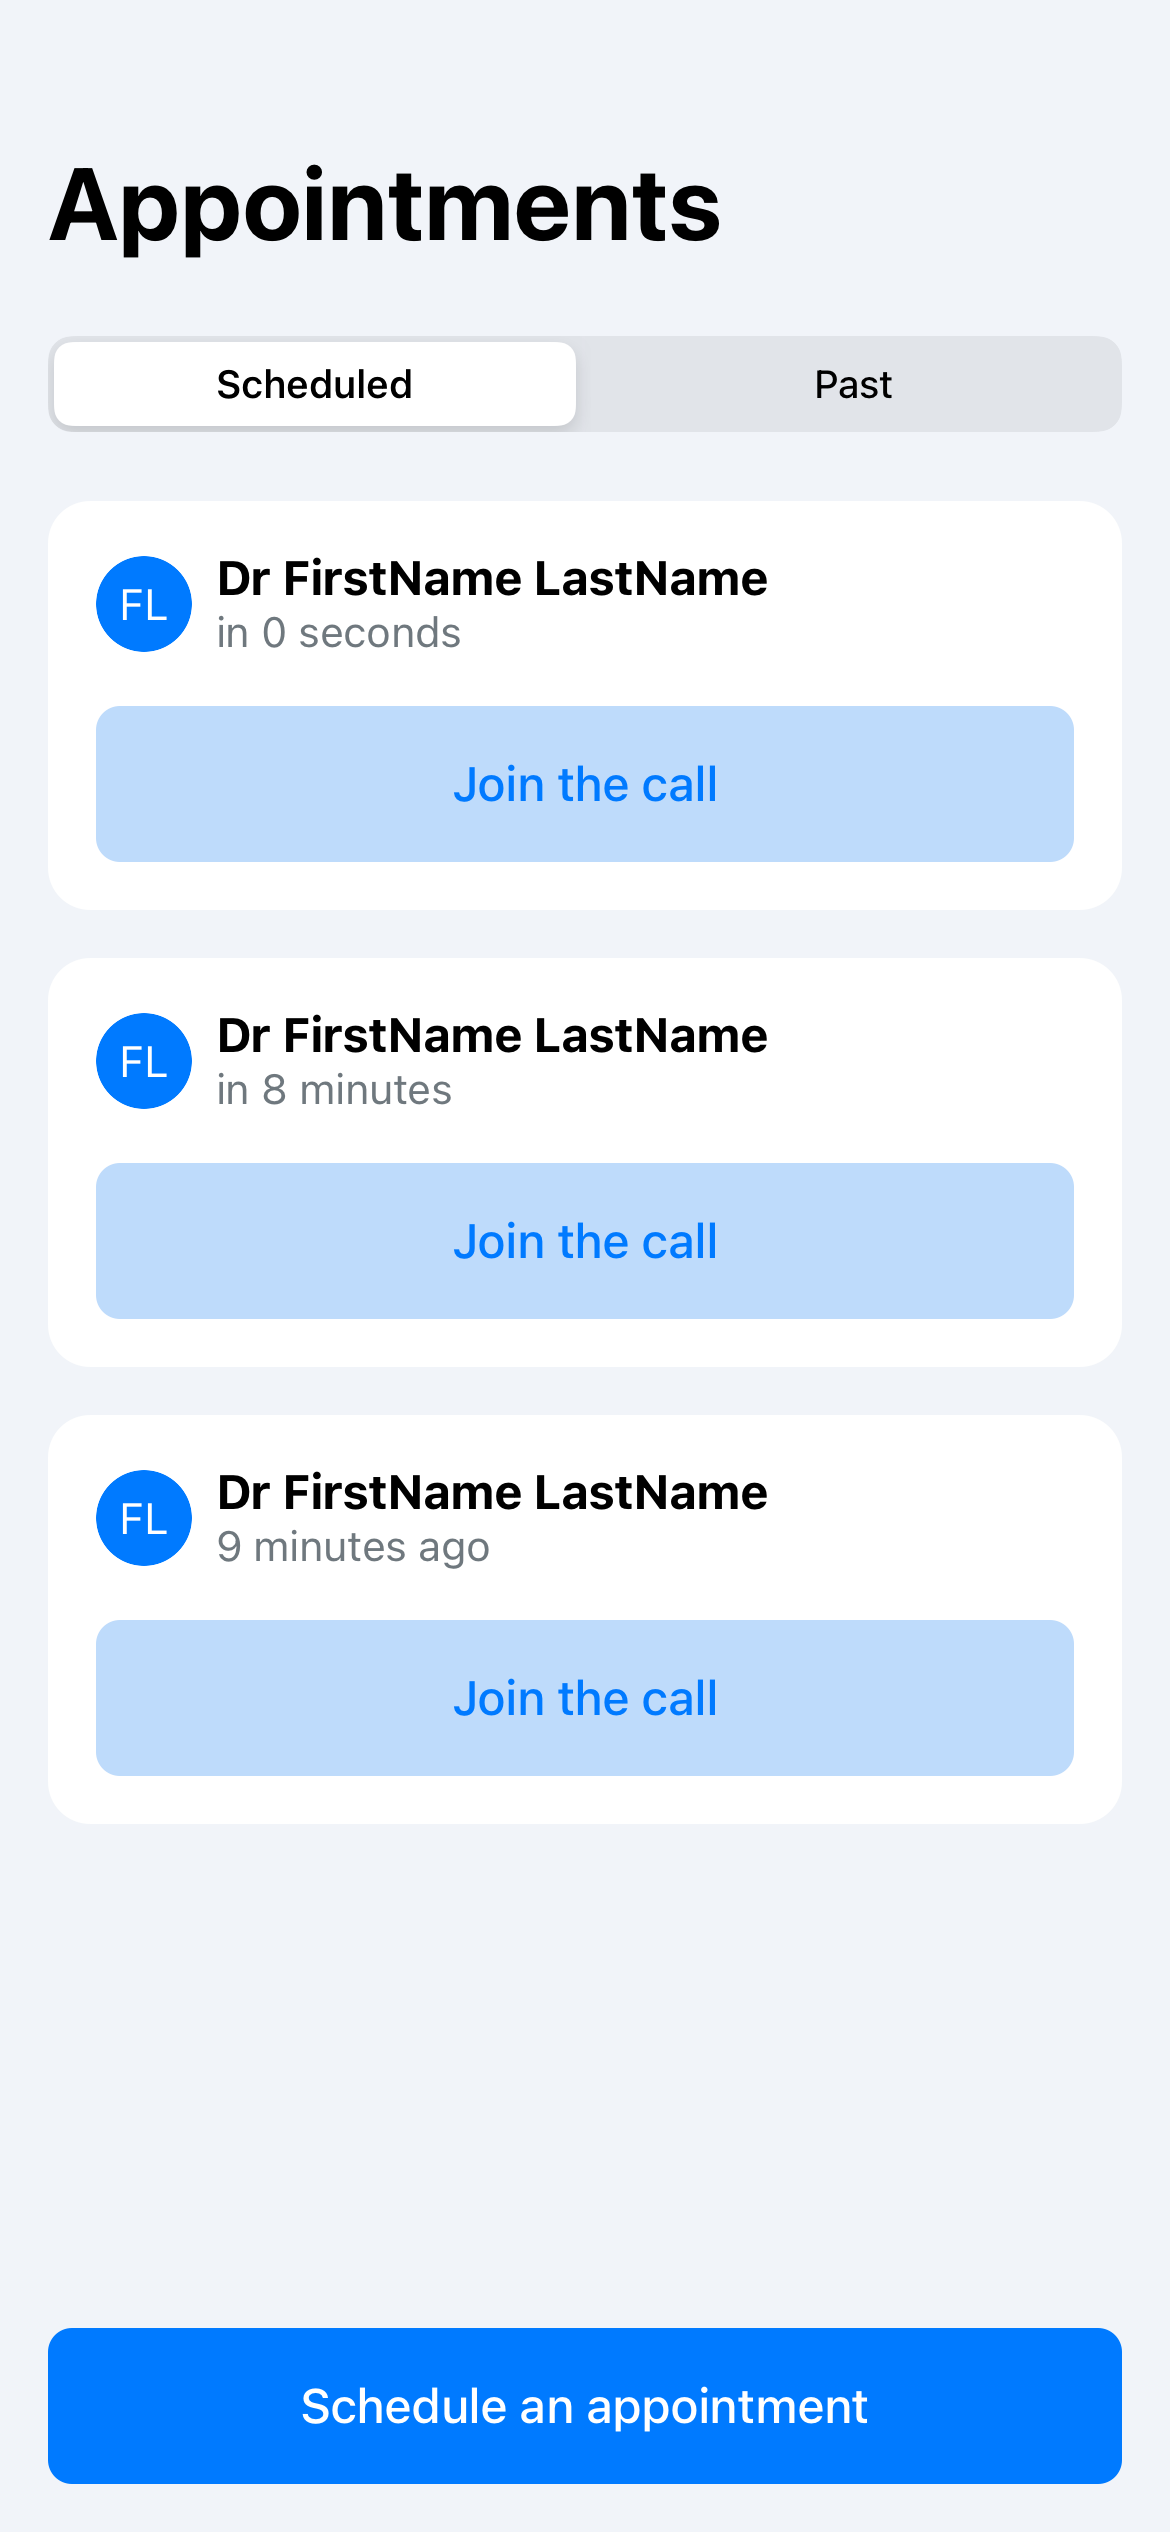 Appointments
Scheduled
Past
FL
Dr FirstName LastName
in 0 seconds
Join the call
FL
Dr FirstName LastName
in 8 minutes
Join the call
FL
Dr FirstName LastName
9 minutes ago
Join the call
Schedule an appointment